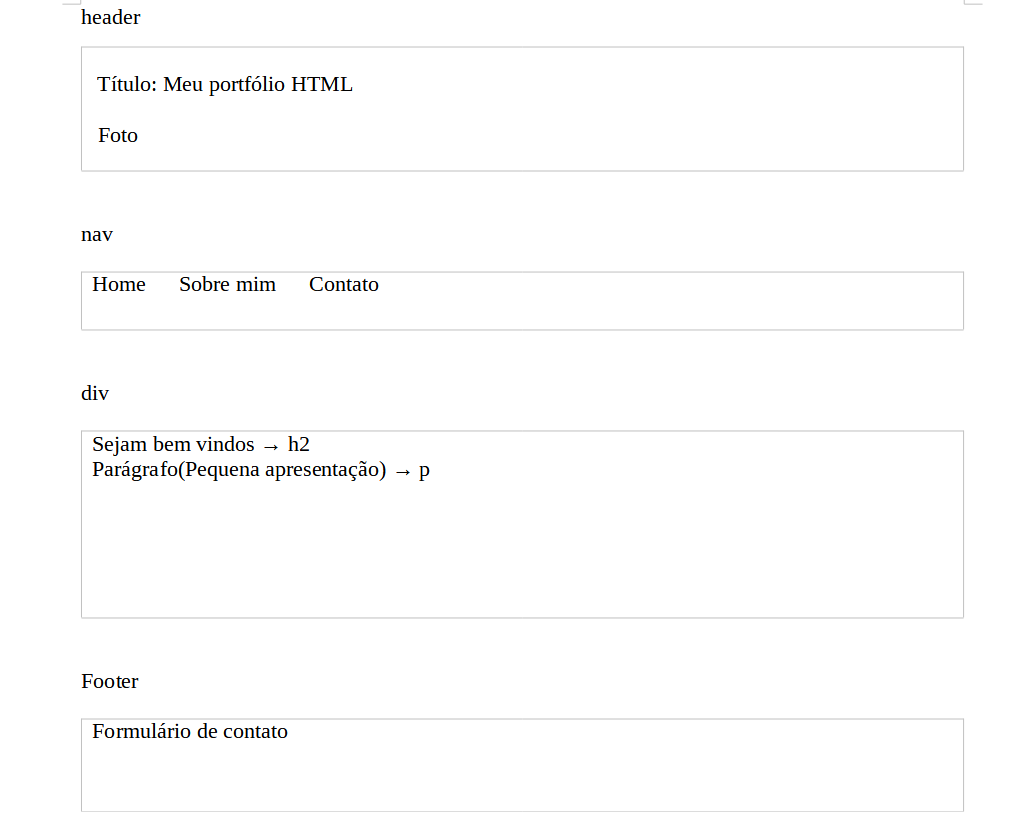 header
Título: Meu portfólio HTML
Foto
nav
Home Sobre mim Contato
div
Sejam bem vindos → h2
Parágrafo(Pequena apresentação) → p
Footer
Formulário de contato